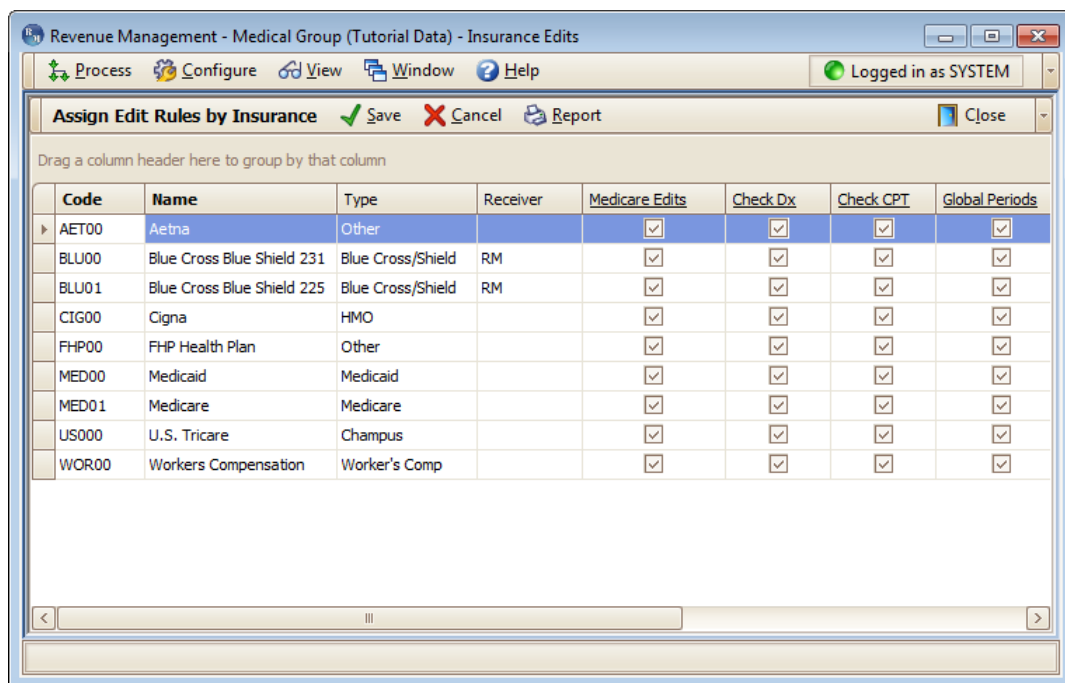 Revenue Management - Medical Group (Tutorial Data) - Insurance Edits
Process Configure View Window Help Logged in as SYSTEM
Assign Edit Rules by Insurance Save Cancel Report Close
Drag a column header here to group by that column
Code Name Type Receiver Medicare Edits Check Dx Check CPT Global Periods
AET00 Aetna Other
BLU00 Blue Cross Blue Shield 231 Blue Cross/Shield RM
BLU01 Blue Cross Blue Shield 225 Blue Cross/Shield RM
CIG00 Cigna HMO
FHP00 FHP Health Plan Other
MED00 Medicaid Medicaid
MED01 Medicare Medicare
US000 U.S. Tricare Champus
WOR00 Workers Compensation Worker's Comp